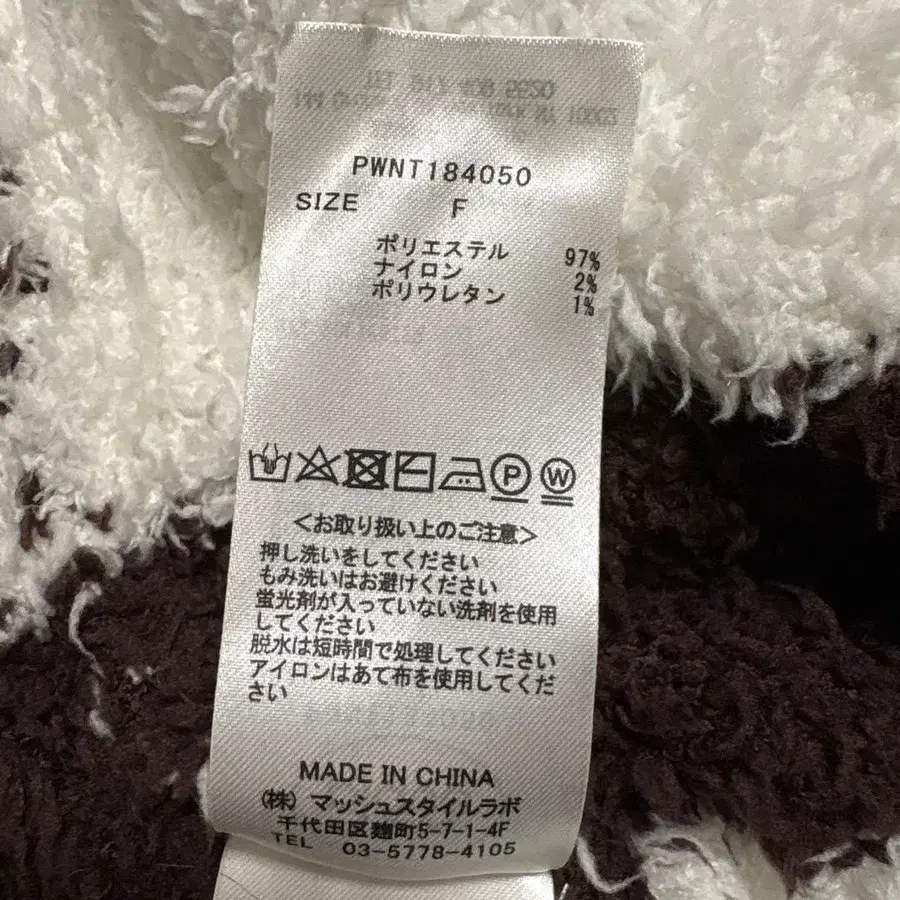 PWNT184050
SIZE F
ポリエステル 97%
ナイロン 2%
ポリウレタン 1%
P W
<お取り扱い上のご注意>
押し洗いをしてください
もみ洗いはお避けください
蛍光剤が入っていない洗剤を使用
してください
脱水は短時間で処理してください
アイロンはあて布を使用してくだ
さい
MADE IN CHINA
(株) マッシュスタイルラボ
千代田区麹町5-7-1-4F
TEL 03-5778-4105